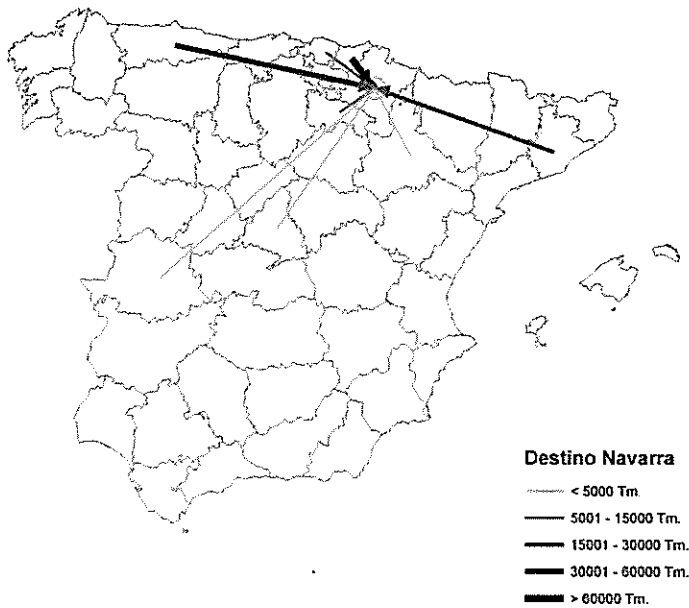 Destino Navarra
< 5000 Tm.
5001 - 15000 Tm.
15001 - 30000 Tm.
30001 - 60000 Tm.
> 60000 Tm.